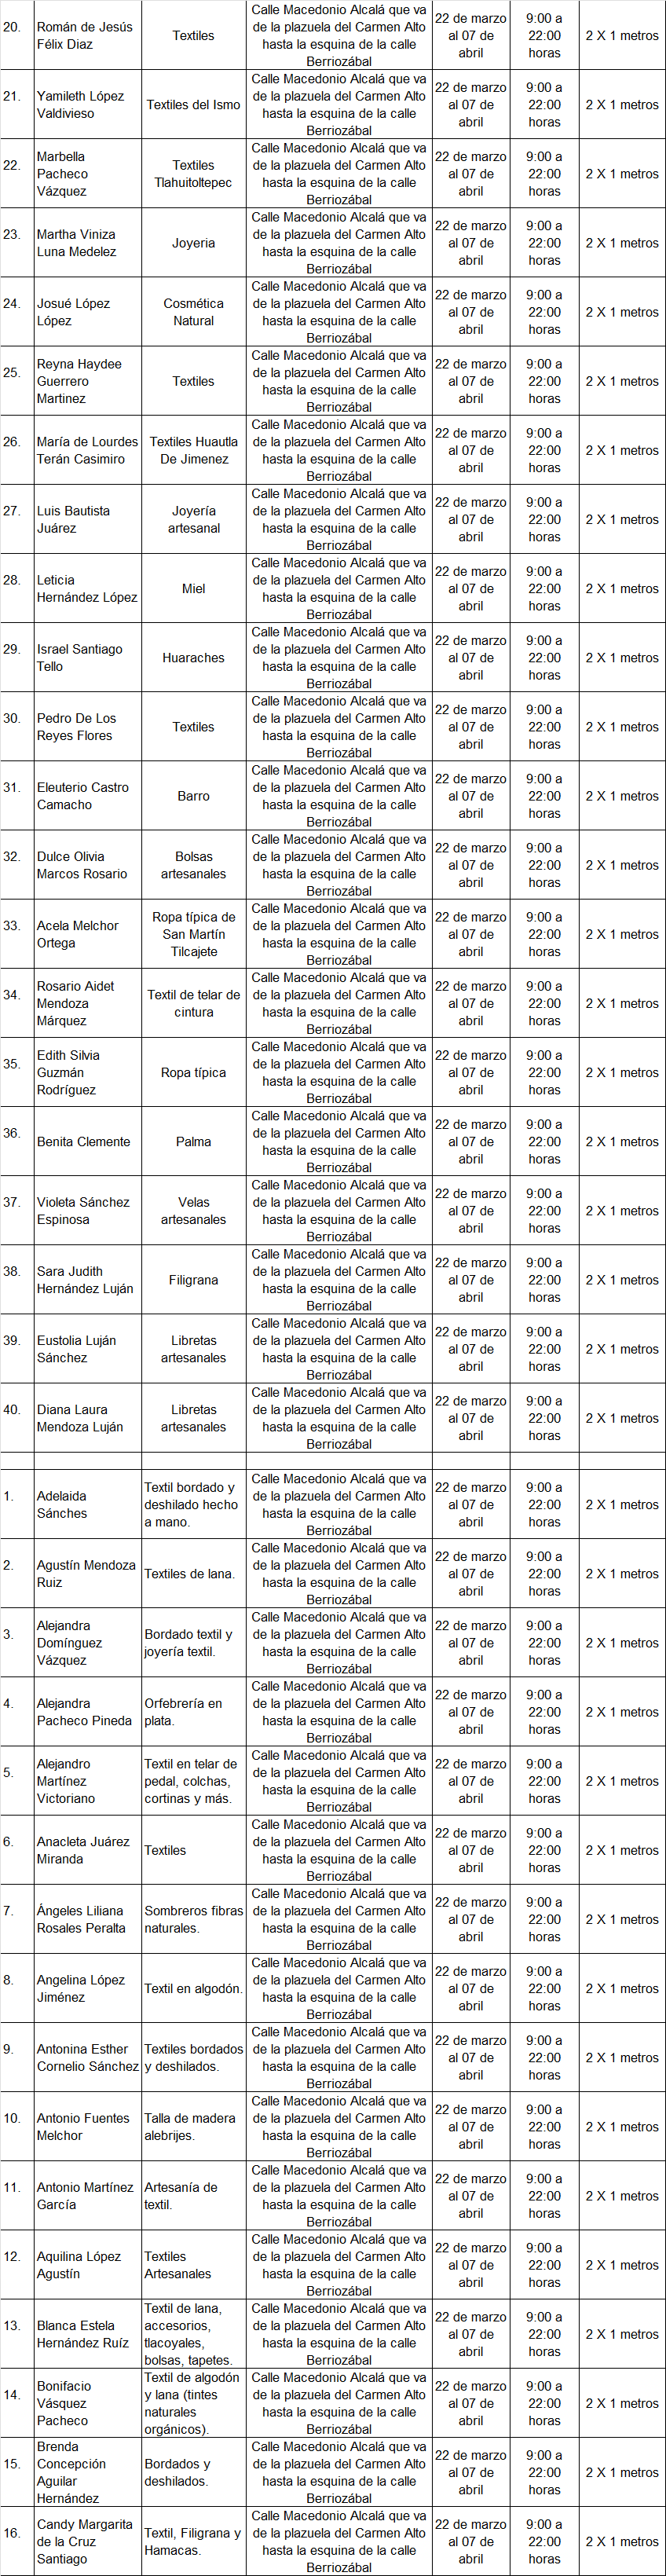 20. Román de Jesús Félix Diaz Textiles Calle Macedonio Alcalá que va de la plazuela del Carmen Alto hasta la esquina de la calle Berriozábal 22 de marzo al 07 de abril 9:00 a 22:00 horas 2 X 1 metros
21. Yamileth López Valdivieso Textiles del Ismo Calle Macedonio Alcalá que va de la plazuela del Carmen Alto hasta la esquina de la calle Berriozábal 22 de marzo al 07 de abril 9:00 a 22:00 horas 2 X 1 metros
22. Marbella Pacheco Vázquez Textiles Tlahuitoltepec Calle Macedonio Alcalá que va de la plazuela del Carmen Alto hasta la esquina de la calle Berriozábal 22 de marzo al 07 de abril 9:00 a 22:00 horas 2 X 1 metros
23. Martha Viniza Luna Medelez Joyeria Calle Macedonio Alcalá que va de la plazuela del Carmen Alto hasta la esquina de la calle Berriozábal 22 de marzo al 07 de abril 9:00 a 22:00 horas 2 X 1 metros
24. Josué López López Cosmética Natural Calle Macedonio Alcalá que va de la plazuela del Carmen Alto hasta la esquina de la calle Berriozábal 22 de marzo al 07 de abril 9:00 a 22:00 horas 2 X 1 metros
25. Reyna Haydee Guerrero Martinez Textiles Calle Macedonio Alcalá que va de la plazuela del Carmen Alto hasta la esquina de la calle Berriozábal 22 de marzo al 07 de abril 9:00 a 22:00 horas 2 X 1 metros
26. María de Lourdes Terán Casimiro Textiles Huautla De Jimenez Calle Macedonio Alcalá que va de la plazuela del Carmen Alto hasta la esquina de la calle Berriozábal 22 de marzo al 07 de abril 9:00 a 22:00 horas 2 X 1 metros
27. Luis Bautista Juárez Joyería artesanal Calle Macedonio Alcalá que va de la plazuela del Carmen Alto hasta la esquina de la calle Berriozábal 22 de marzo al 07 de abril 9:00 a 22:00 horas 2 X 1 metros
28. Leticia Hernández López Miel Calle Macedonio Alcalá que va de la plazuela del Carmen Alto hasta la esquina de la calle Berriozábal 22 de marzo al 07 de abril 9:00 a 22:00 horas 2 X 1 metros
29. Israel Santiago Tello Huaraches Calle Macedonio Alcalá que va de la plazuela del Carmen Alto hasta la esquina de la calle Berriozábal 22 de marzo al 07 de abril 9:00 a 22:00 horas 2 X 1 metros
30. Pedro De Los Reyes Flores Textiles Calle Macedonio Alcalá que va de la plazuela del Carmen Alto hasta la esquina de la calle Berriozábal 22 de marzo al 07 de abril 9:00 a 22:00 horas 2 X 1 metros
31. Eleuterio Castro Camacho Barro Calle Macedonio Alcalá que va de la plazuela del Carmen Alto hasta la esquina de la calle Berriozábal 22 de marzo al 07 de abril 9:00 a 22:00 horas 2 X 1 metros
32. Dulce Olivia Marcos Rosario Bolsas artesanales Calle Macedonio Alcalá que va de la plazuela del Carmen Alto hasta la esquina de la calle Berriozábal 22 de marzo al 07 de abril 9:00 a 22:00 horas 2 X 1 metros
33. Acela Melchor Ortega Ropa típica de San Martín Tilcajete Calle Macedonio Alcalá que va de la plazuela del Carmen Alto hasta la esquina de la calle Berriozábal 22 de marzo al 07 de abril 9:00 a 22:00 horas 2 X 1 metros
34. Rosario Aidet Mendoza Márquez Textil de telar de cintura Calle Macedonio Alcalá que va de la plazuela del Carmen Alto hasta la esquina de la calle Berriozábal 22 de marzo al 07 de abril 9:00 a 22:00 horas 2 X 1 metros
35. Edith Silvia Guzmán Rodríguez Ropa típica Calle Macedonio Alcalá que va de la plazuela del Carmen Alto hasta la esquina de la calle Berriozábal 22 de marzo al 07 de abril 9:00 a 22:00 horas 2 X 1 metros
36. Benita Clemente Palma Calle Macedonio Alcalá que va de la plazuela del Carmen Alto hasta la esquina de la calle Berriozábal 22 de marzo al 07 de abril 9:00 a 22:00 horas 2 X 1 metros
37. Violeta Sánchez Espinosa Velas artesanales Calle Macedonio Alcalá que va de la plazuela del Carmen Alto hasta la esquina de la calle Berriozábal 22 de marzo al 07 de abril 9:00 a 22:00 horas 2 X 1 metros
38. Sara Judith Hernández Luján Filigrana Calle Macedonio Alcalá que va de la plazuela del Carmen Alto hasta la esquina de la calle Berriozábal 22 de marzo al 07 de abril 9:00 a 22:00 horas 2 X 1 metros
39. Eustolia Luján Sánchez Libretas artesanales Calle Macedonio Alcalá que va de la plazuela del Carmen Alto hasta la esquina de la calle Berriozábal 22 de marzo al 07 de abril 9:00 a 22:00 horas 2 X 1 metros
40. Diana Laura Mendoza Luján Libretas artesanales Calle Macedonio Alcalá que va de la plazuela del Carmen Alto hasta la esquina de la calle Berriozábal 22 de marzo al 07 de abril 9:00 a 22:00 horas 2 X 1 metros
1. Adelaida Sánches Textil bordado y deshilado hecho a mano. Calle Macedonio Alcalá que va de la plazuela del Carmen Alto hasta la esquina de la calle Berriozábal 22 de marzo al 07 de abril 9:00 a 22:00 horas 2 X 1 metros
2. Agustín Mendoza Ruiz Textiles de lana. Calle Macedonio Alcalá que va de la plazuela del Carmen Alto hasta la esquina de la calle Berriozábal 22 de marzo al 07 de abril 9:00 a 22:00 horas 2 X 1 metros
3. Alejandra Domínguez Vázquez Bordado textil y joyería textil. Calle Macedonio Alcalá que va de la plazuela del Carmen Alto hasta la esquina de la calle Berriozábal 22 de marzo al 07 de abril 9:00 a 22:00 horas 2 X 1 metros
4. Alejandra Pacheco Pineda Orfebrería en plata. Calle Macedonio Alcalá que va de la plazuela del Carmen Alto hasta la esquina de la calle Berriozábal 22 de marzo al 07 de abril 9:00 a 22:00 horas 2 X 1 metros
5. Alejandro Martínez Victoriano Textil en telar de pedal, colchas, cortinas y más. Calle Macedonio Alcalá que va de la plazuela del Carmen Alto hasta la esquina de la calle Berriozábal 22 de marzo al 07 de abril 9:00 a 22:00 horas 2 X 1 metros
6. Anacleta Juárez Miranda Textiles Calle Macedonio Alcalá que va de la plazuela del Carmen Alto hasta la esquina de la calle Berriozábal 22 de marzo al 07 de abril 9:00 a 22:00 horas 2 X 1 metros
7. Ángeles Liliana Rosales Peralta Sombreros fibras naturales. Calle Macedonio Alcalá que va de la plazuela del Carmen Alto hasta la esquina de la calle Berriozábal 22 de marzo al 07 de abril 9:00 a 22:00 horas 2 X 1 metros
8. Angelina López Jiménez Textil en algodón. Calle Macedonio Alcalá que va de la plazuela del Carmen Alto hasta la esquina de la calle Berriozábal 22 de marzo al 07 de abril 9:00 a 22:00 horas 2 X 1 metros
9. Antonina Esther Cornelio Sánchez Textiles bordados y deshilados. Calle Macedonio Alcalá que va de la plazuela del Carmen Alto hasta la esquina de la calle Berriozábal 22 de marzo al 07 de abril 9:00 a 22:00 horas 2 X 1 metros
10. Antonio Fuentes Melchor Talla de madera alebrijes. Calle Macedonio Alcalá que va de la plazuela del Carmen Alto hasta la esquina de la calle Berriozábal 22 de marzo al 07 de abril 9:00 a 22:00 horas 2 X 1 metros
11. Antonio Martínez García Artesanía de textil. Calle Macedonio Alcalá que va de la plazuela del Carmen Alto hasta la esquina de la calle Berriozábal 22 de marzo al 07 de abril 9:00 a 22:00 horas 2 X 1 metros
12. Aquilina López Agustín Textiles Artesanales Calle Macedonio Alcalá que va de la plazuela del Carmen Alto hasta la esquina de la calle Berriozábal 22 de marzo al 07 de abril 9:00 a 22:00 horas 2 X 1 metros
13. Blanca Estela Hernández Ruíz Textil de lana, accesorios, tlacoyales, bolsas, tapetes. Calle Macedonio Alcalá que va de la plazuela del Carmen Alto hasta la esquina de la calle Berriozábal 22 de marzo al 07 de abril 9:00 a 22:00 horas 2 X 1 metros
14. Bonifacio Vásquez Pacheco Textil de algodón y lana (tintes naturales orgánicos). Calle Macedonio Alcalá que va de la plazuela del Carmen Alto hasta la esquina de la calle Berriozábal 22 de marzo al 07 de abril 9:00 a 22:00 horas 2 X 1 metros
15. Brenda Concepción Aguilar Hernández Bordados y deshilados. Calle Macedonio Alcalá que va de la plazuela del Carmen Alto hasta la esquina de la calle Berriozábal 22 de marzo al 07 de abril 9:00 a 22:00 horas 2 X 1 metros
16. Candy Margarita de la Cruz Santiago Textil, Filigrana y Hamacas. Calle Macedonio Alcalá que va de la plazuela del Carmen Alto hasta la esquina de la calle Berriozábal 22 de marzo al 07 de abril 9:00 a 22:00 horas 2 X 1 metros